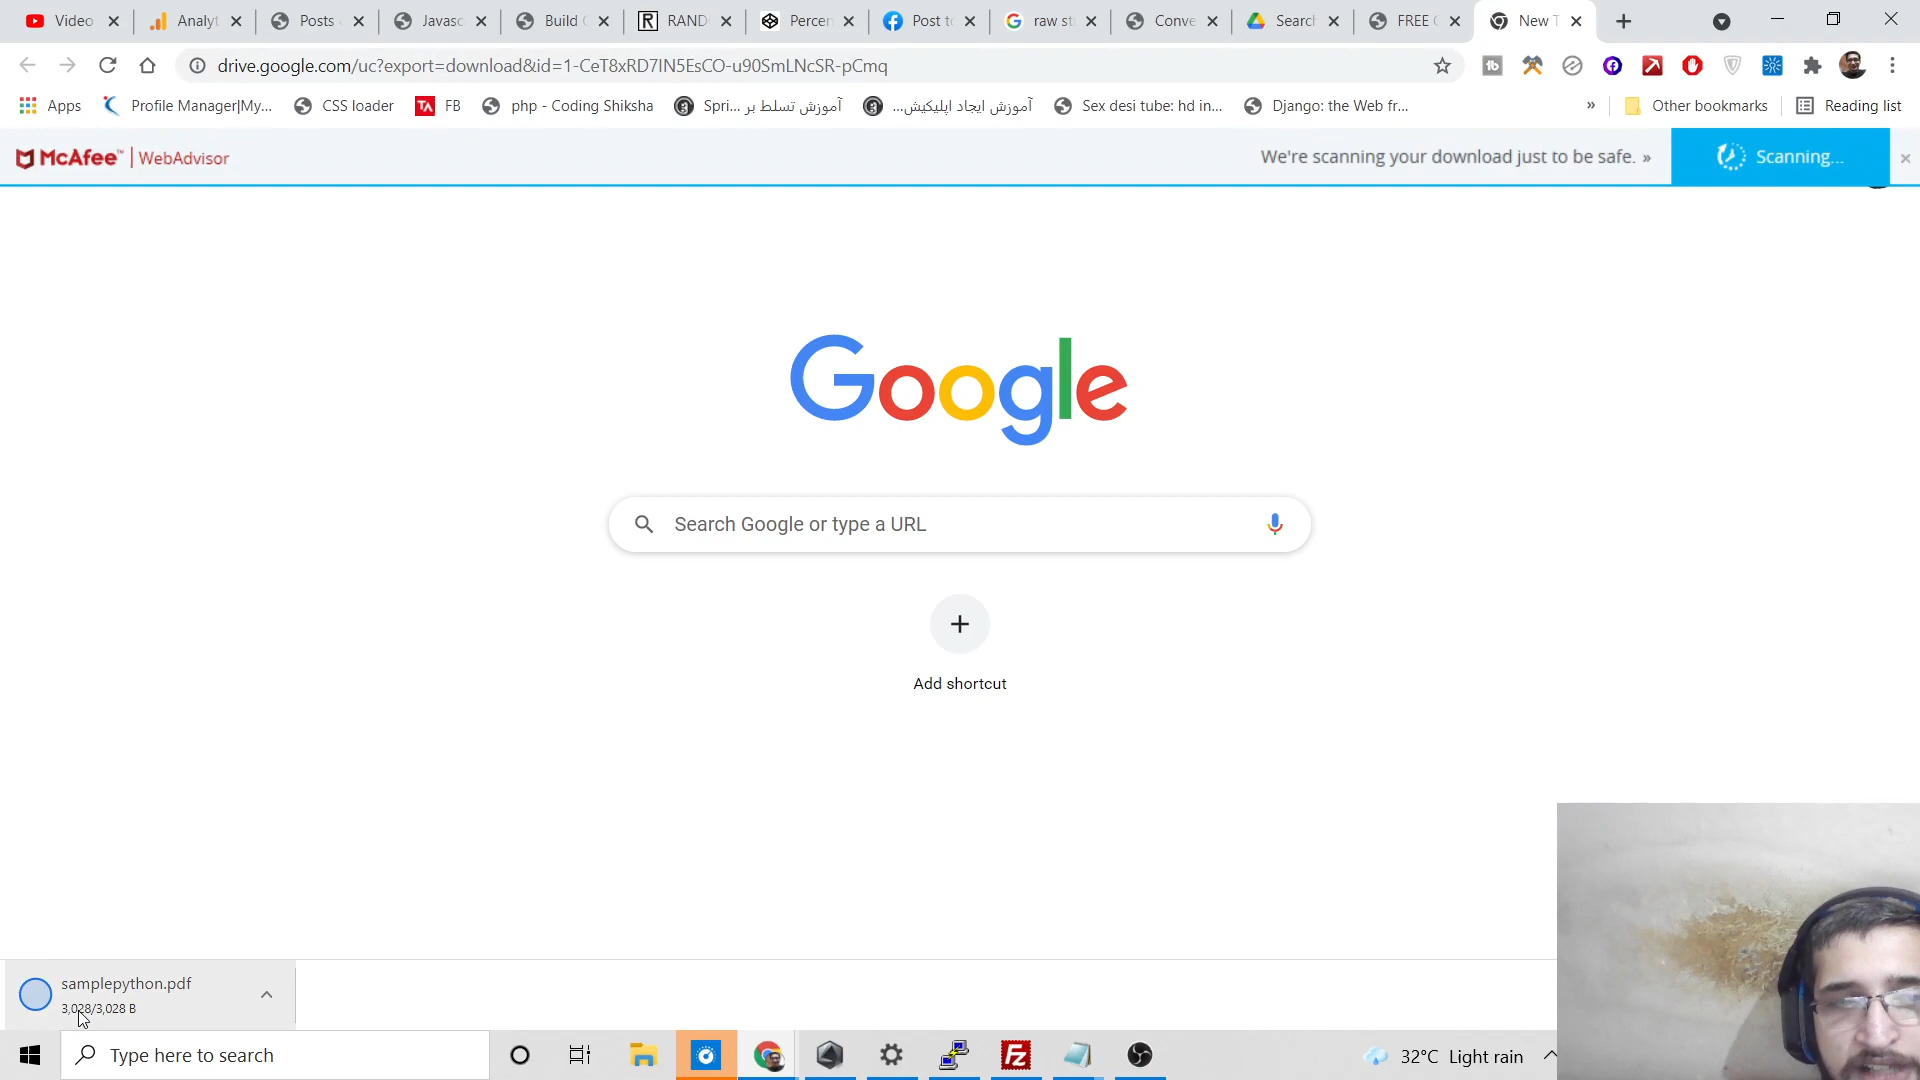 Video
Analyt
Posts
Javasc
Build
RAND
Percen
Post to
raw st
Conve
Search
FREE
New T
drive.google.com/uc?export=download&id=1-CeT8xRD7IN5EsCO-u90SmLNcSR-pCmq
Apps
Profile Manager|My...
CSS loader
FB
php - Coding Shiksha
آموزش تسلط بر Spri...
آموزش ایجاد اپلیکیش...
Sex desi tube: hd in...
Django: the Web fr...
»
Other bookmarks
Reading list
McAfee™ | WebAdvisor
We're scanning your download just to be safe. »
Scanning...
Google
Search Google or type a URL
Add shortcut
samplepython.pdf
3,028/3,028 B
Type here to search
32°C Light rain